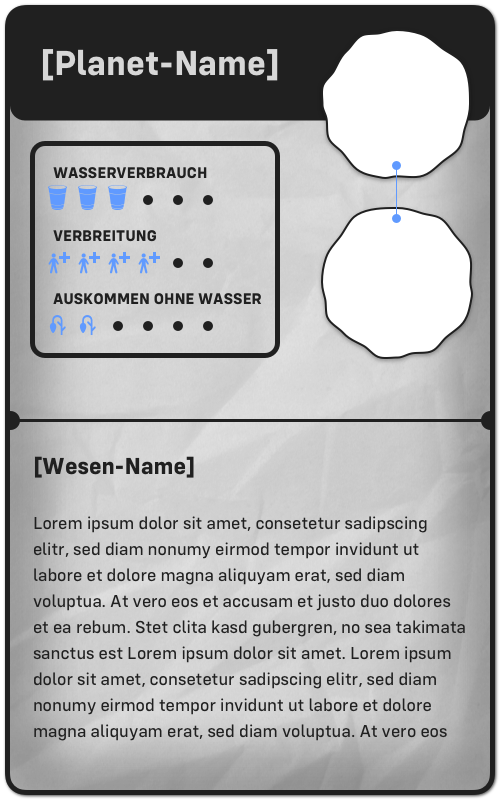 [Planet-Name]
WASSERVERBRAUCH
VERBREITUNG
AUSKOMMEN OHNE WASSER
[Wesen-Name]
Lorem ipsum dolor sit amet, consetetur sadipscing
elitr, sed diam nonumy eirmod tempor invidunt ut
labore et dolore magna aliquyam erat, sed diam
voluptua. At vero eos et accusam et justo duo dolores
et ea rebum. Stet clita kasd gubergren, no sea takimata
sanctus est Lorem ipsum dolor sit amet. Lorem ipsum
dolor sit amet, consetetur sadipscing elitr, sed diam
nonumy eirmod tempor invidunt ut labore et dolore
magna aliquyam erat, sed diam voluptua. At vero eos